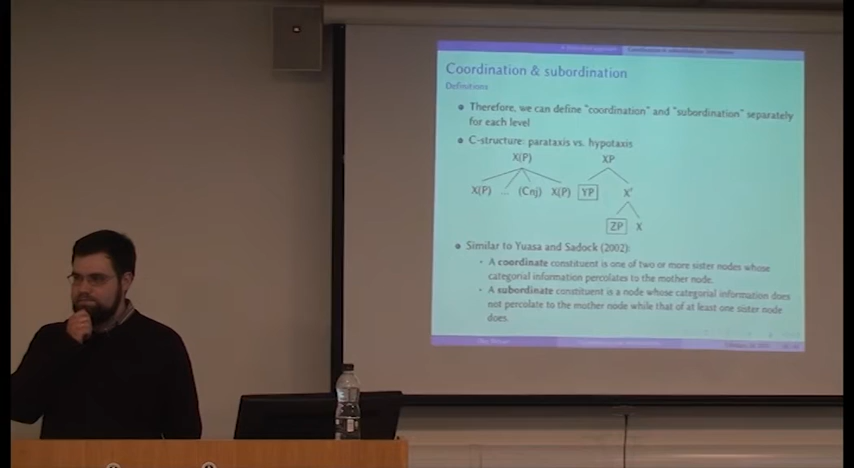 Coordination & subordination
Definitions
Therefore, we can define "coordination" and "subordination" separately
for each level
C-structure: parataxis vs. hypotaxis
X(P) XP
X(P) ... (Cnj) X(P) YP X'
ZP X
Similar to Yuasa and Sadock (2002):
A coordinate constituent is one of two or more sister nodes whose
categorial information percolates to the mother node.
A subordinate constituent is a node whose categorial information does
not percolate to the mother node while that of at least one sister node
does.